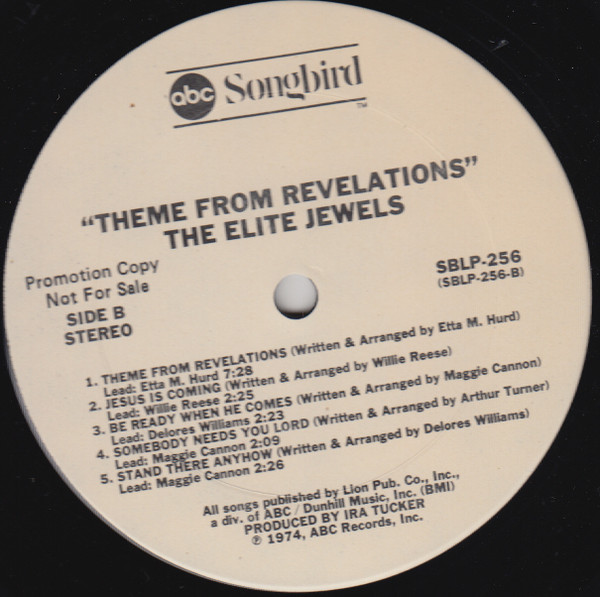 abc Songbird
TM
"THEME FROM REVELATIONS"
THE ELITE JEWELS
Promotion Copy
Not For Sale
SIDE B
STEREO
SBLP-256
(SBLP-256-B)
1. THEME FROM REVELATIONS (Written & Arranged by Etta M. Hurd)
Lead: Etta M. Hurd 7:28
2. JESUS IS COMING (Written & Arranged by Willie Reese)
Lead: Willie Reese 2:25
3. BE READY WHEN HE COMES (Written & Arranged by Maggie Cannon)
Lead: Delores Williams 2:23
4. SOMEBODY NEEDS YOU LORD (Written & Arranged by Arthur Turner)
Lead: Maggie Cannon 2:09
5. STAND THERE ANYHOW (Written & Arranged by Delores Williams)
Lead: Maggie Cannon 2:26
All songs published by Lion Pub. Co., Inc.,
a div. of ABC/Dunhill Music, Inc. (BMI)
PRODUCED BY IRA TUCKER
℗ 1974, ABC Records, Inc.